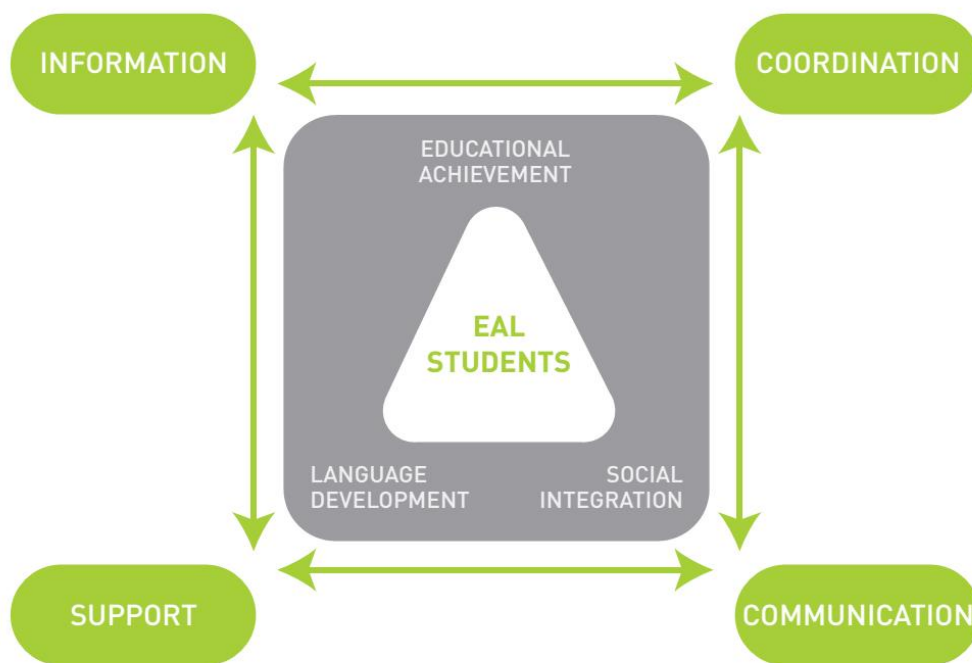 INFORMATION
COORDINATION
EDUCATIONAL
ACHIEVEMENT
EAL
STUDENTS
LANGUAGE
DEVELOPMENT
SOCIAL
INTEGRATION
SUPPORT
COMMUNICATION